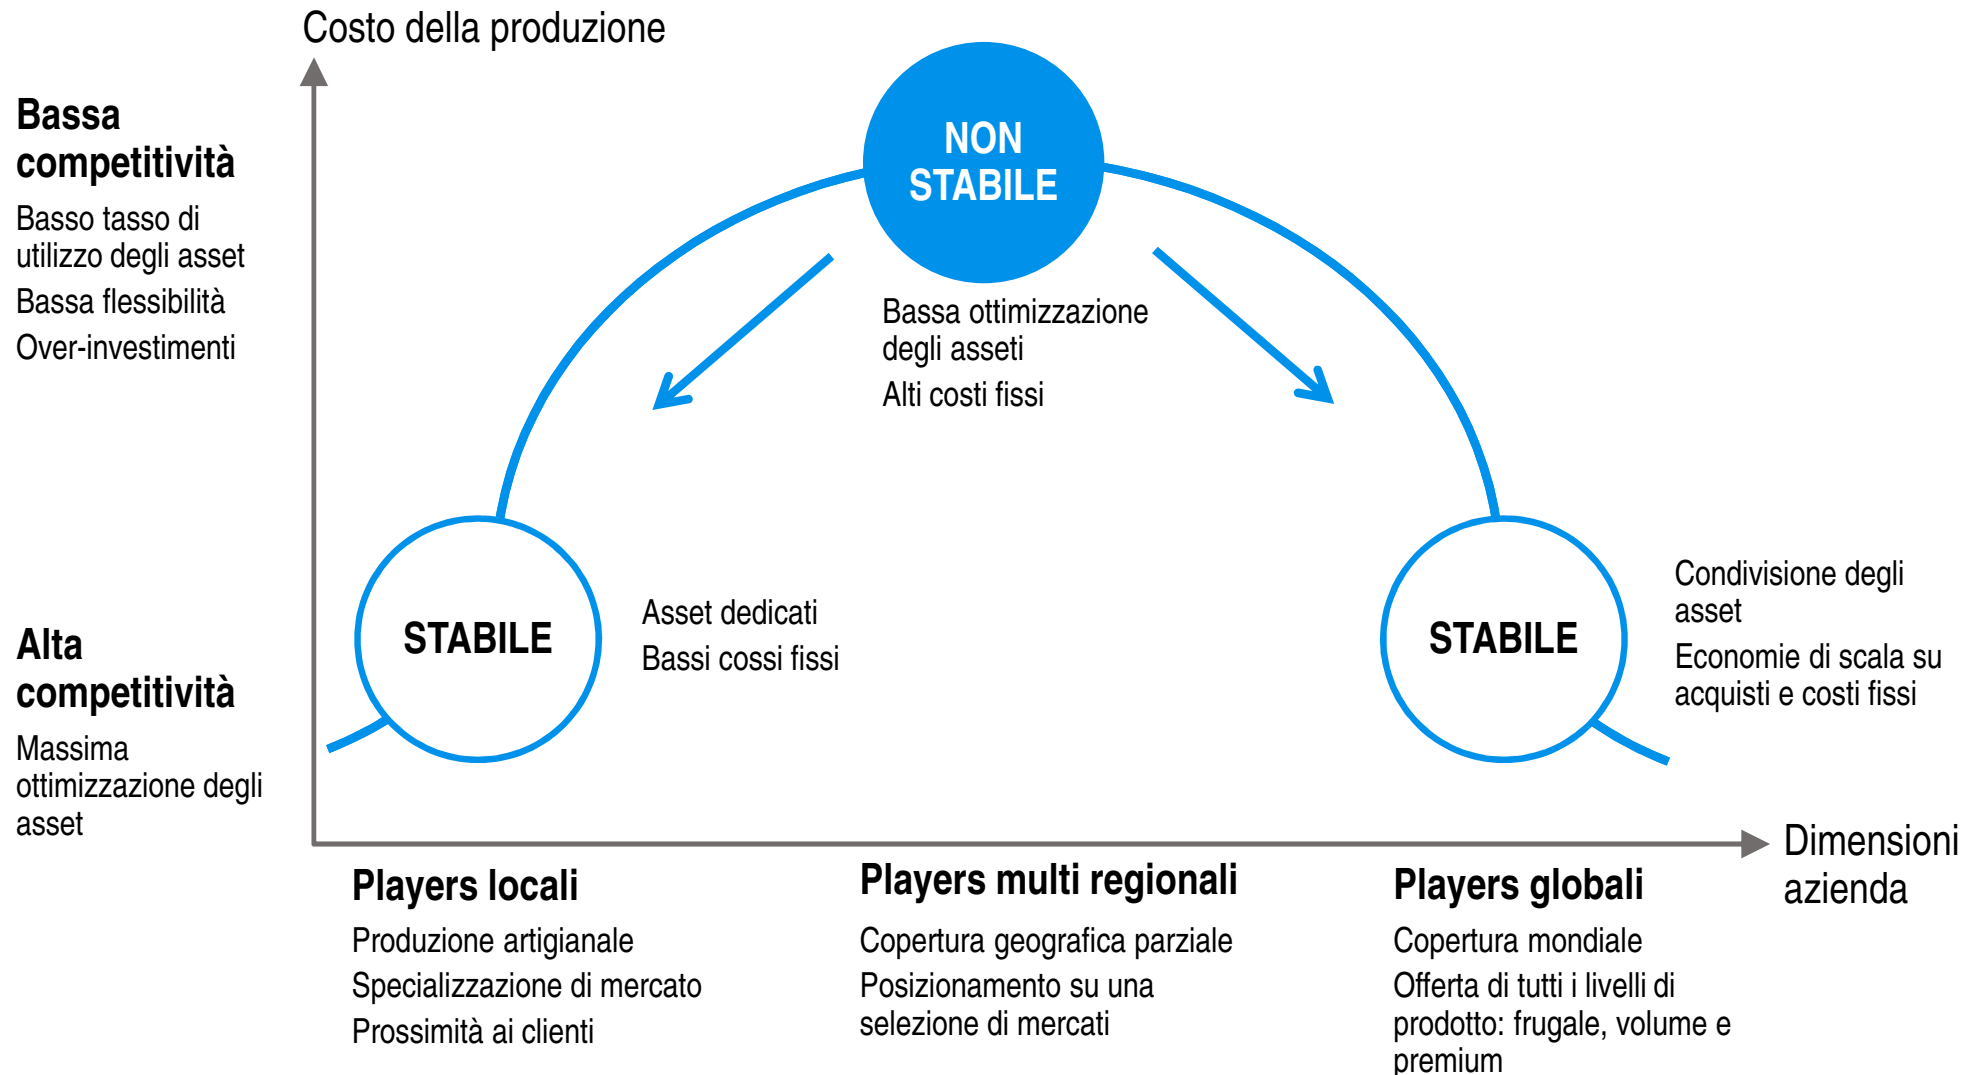 Costo della produzione
Bassa
competitività
Basso tasso di
utilizzo degli asset
Bassa flessibilità
Over-investimenti
NON
STABILE
Bassa ottimizzazione
degli asseti
Alti costi fissi
Alta
competitività
Massima
ottimizzazione degli
asset
STABILE
Asset dedicati
Bassi cossi fissi
STABILE
Condivisione degli
asset
Economie di scala su
acquisti e costi fissi
Dimensioni
azienda
Players locali
Produzione artigianale
Specializzazione di mercato
Prossimità ai clienti
Players multi regionali
Copertura geografica parziale
Posizionamento su una
selezione di mercati
Players globali
Copertura mondiale
Offerta di tutti i livelli di
prodotto: frugale, volume e
premium